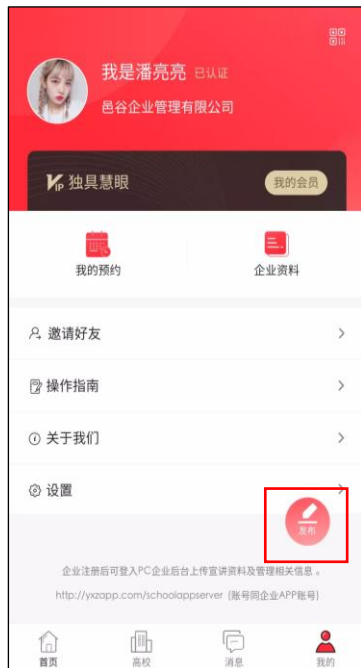 我是潘亮亮 已认证
邑谷企业管理有限公司
VIP 独具慧眼 我的会员
我的预约 企业资料
邀请好友
操作指南
关于我们
设置
发布
企业注册后可登入PC企业后台上传宣讲资料及管理相关信息。
http://yxzapp.com/schoolappserver (账号同企业APP账号)
首页 高校 消息 我的